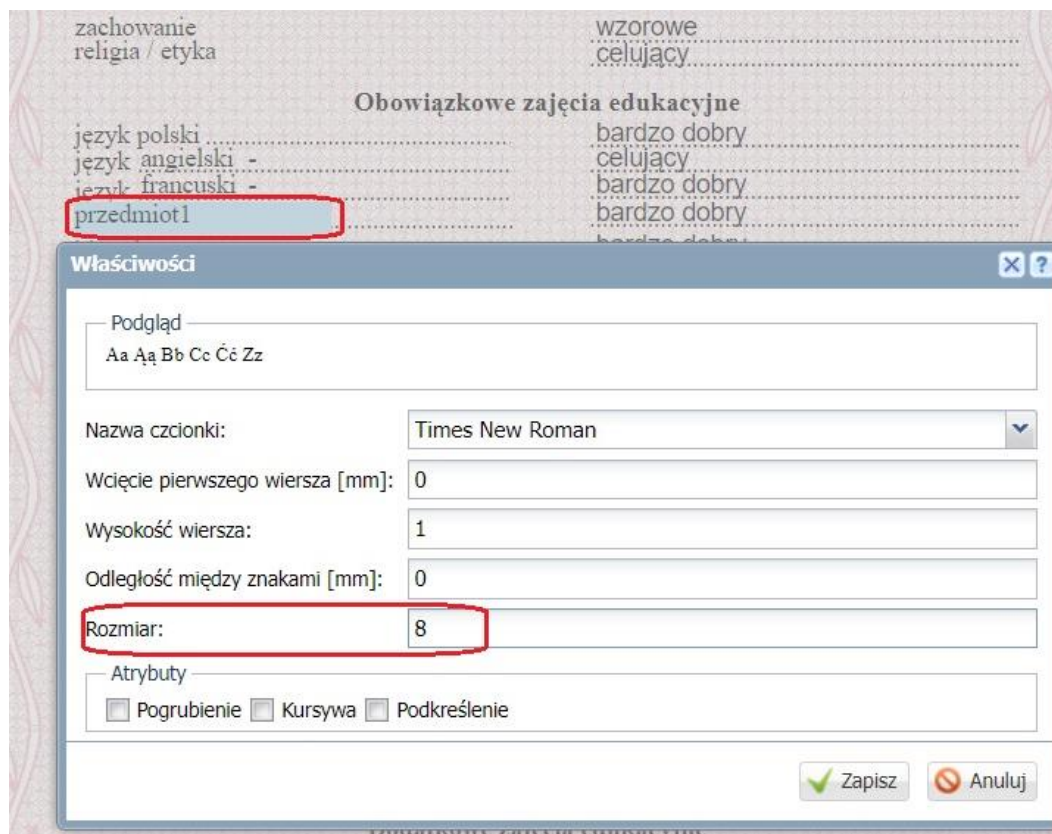 zachowanie wzorowe
religia / etyka celujący
Obowiązkowe zajęcia edukacyjne
język polski bardzo dobry
język angielski - celujący
język francuski - bardzo dobry
przedmiot1 bardzo dobry
bardzo dobry
Właściwości
Podgląd
Aa Ąą Bb Cc Ćć Zz
Nazwa czcionki: Times New Roman
Wcięcie pierwszego wiersza [mm]: 0
Wysokość wiersza: 1
Odległość między znakami [mm]: 0
Rozmiar: 8
Atrybuty
Pogrubienie Kursywa Podkreślenie
Zapisz Anuluj